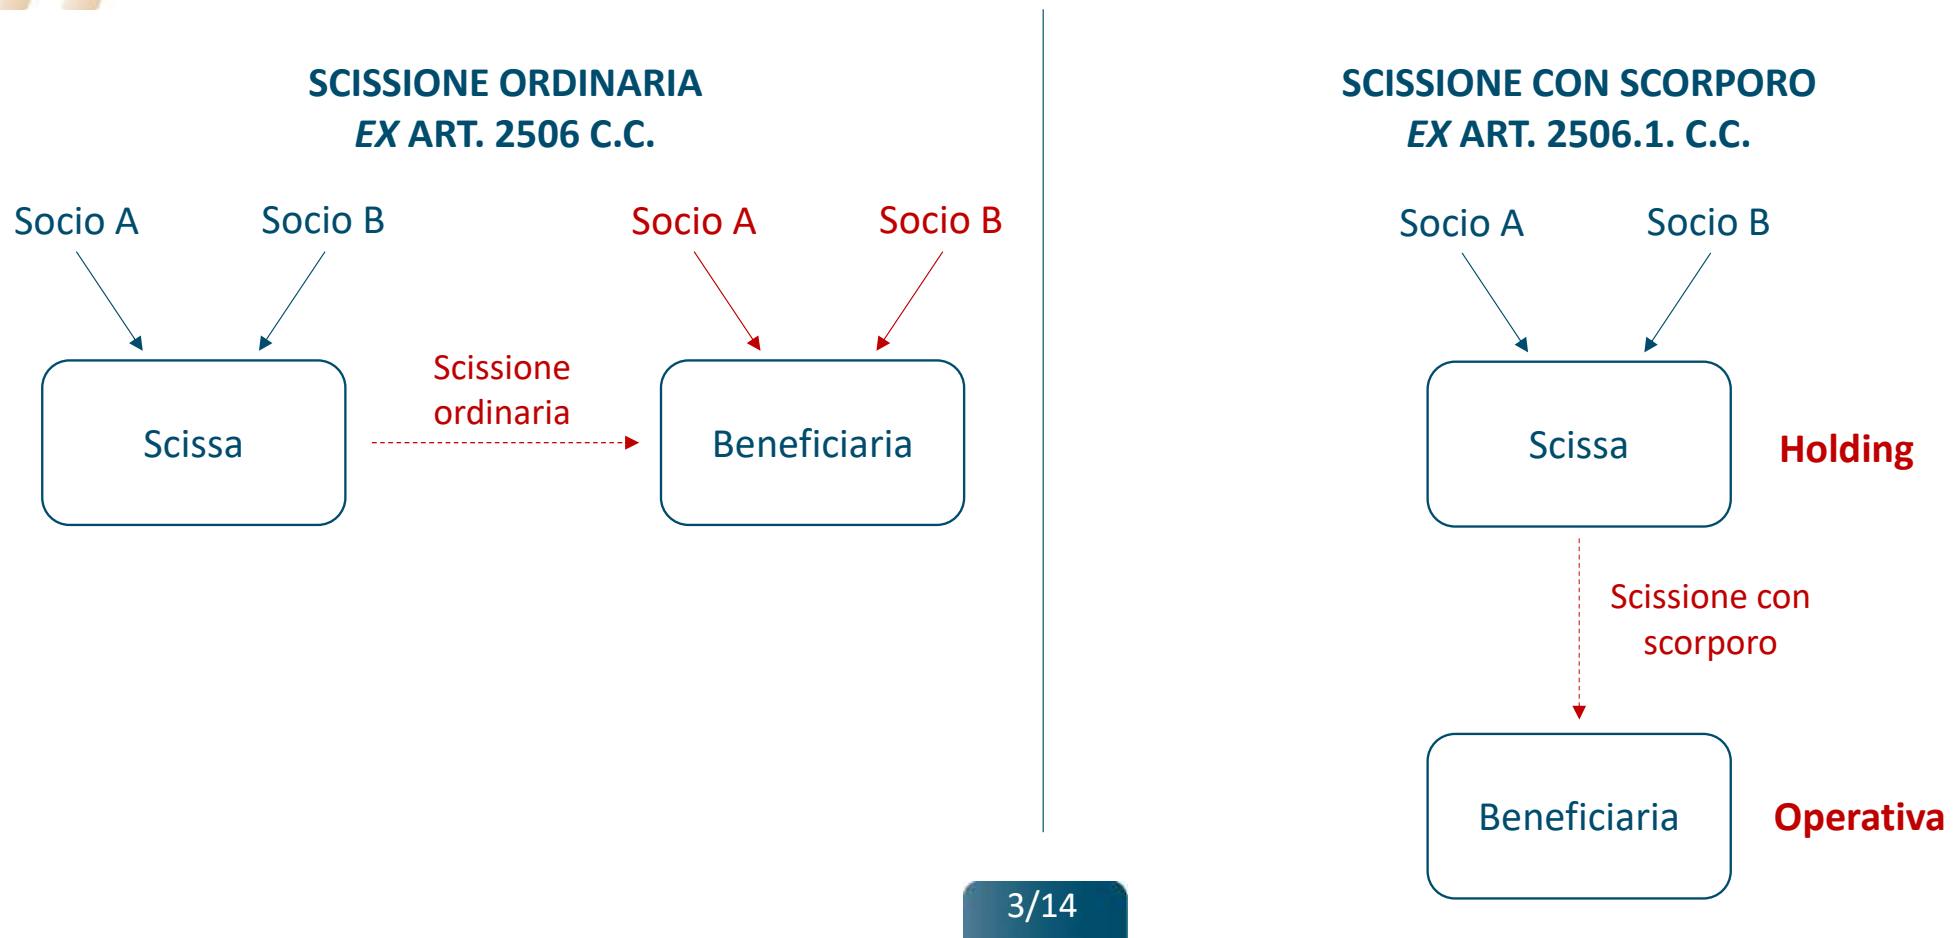 SCISSIONE ORDINARIA
EX ART. 2506 C.C.
Socio A
Socio B
Socio A
Socio B
Scissa
Scissione
ordinaria
Beneficiaria
SCISSIONE CON SCORPORO
EX ART. 2506.1. C.C.
Socio A
Socio B
Scissa
Holding
Scissione con
scorporo
Beneficiaria
Operativa
3/14